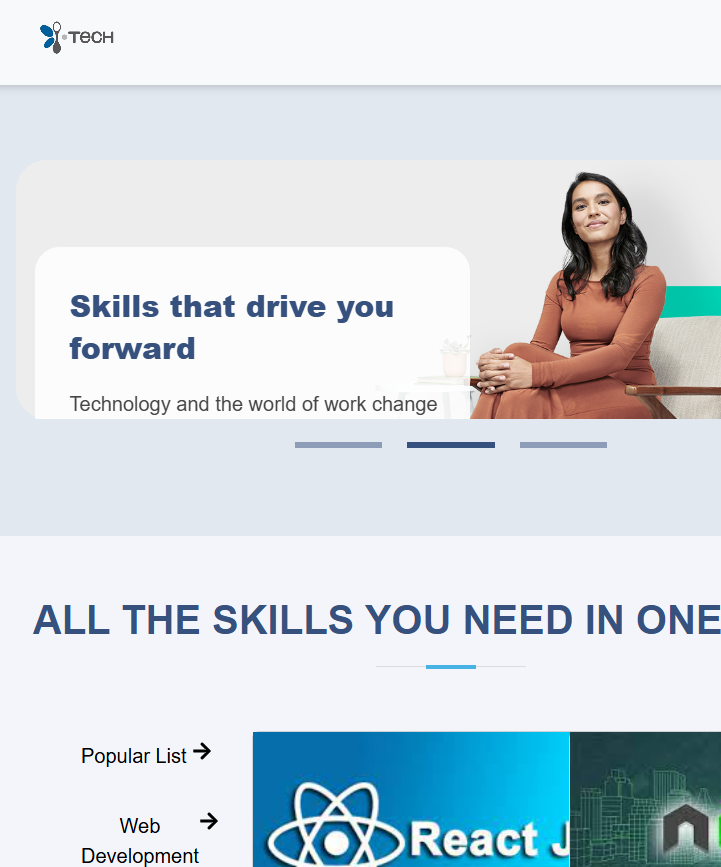 TECH
Skills that drive you
forward
Technology and the world of work change
ALL THE SKILLS YOU NEED IN ONE
Popular List
Web
Development
React J